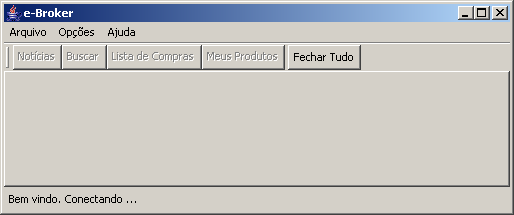 e-Broker
Arquivo Opções Ajuda
Notícias Buscar Lista de Compras Meus Produtos Fechar Tudo
Bem vindo. Conectando ...